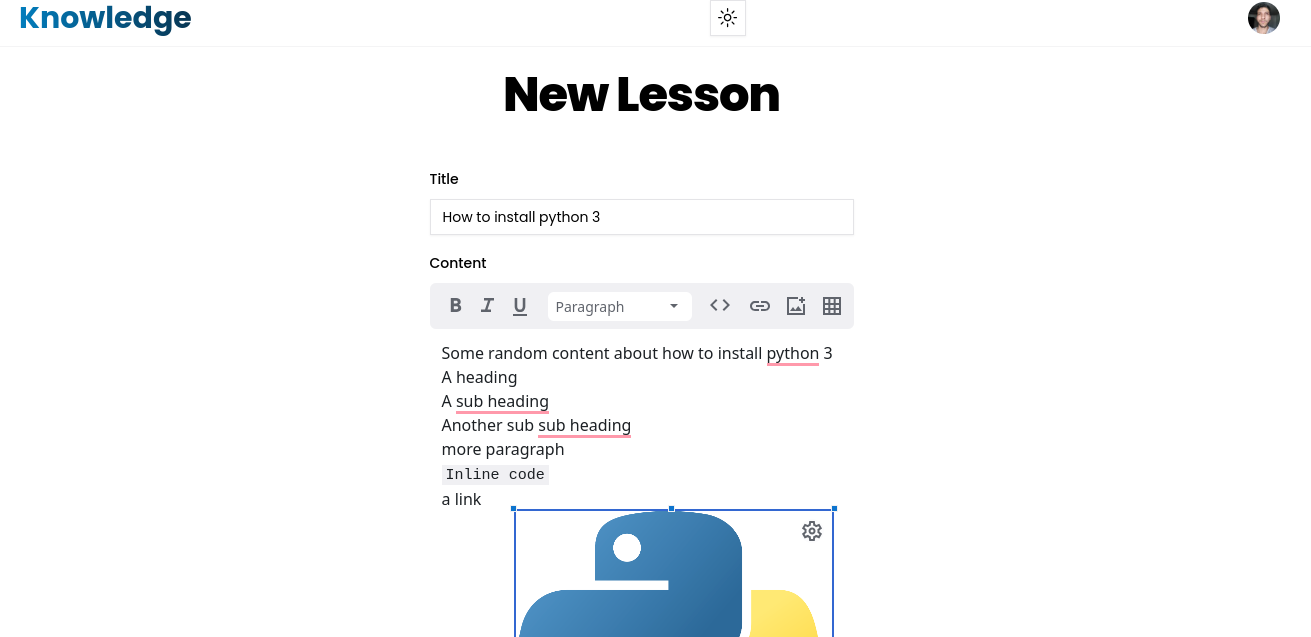 Knowledge
New Lesson
Title
How to install python 3
Content
B I U Paragraph
Some random content about how to install python 3
A heading
A sub heading
Another sub sub heading
more paragraph
Inline code
a link